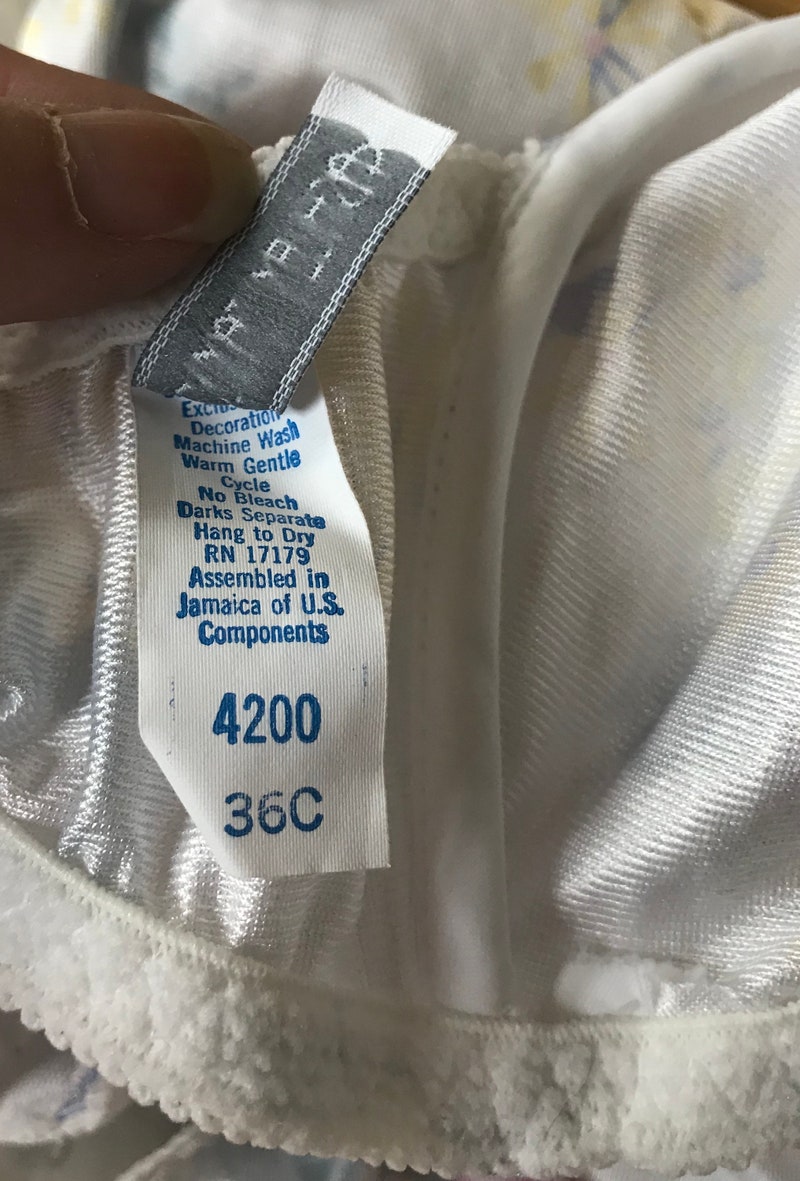 Decoration
Machine Wash
Warm Gentle
Cycle
No Bleach
Darks Separate
Hang to Dry
RN 17179
Assembled in
Jamaica of U.S.
Components
4200
36C